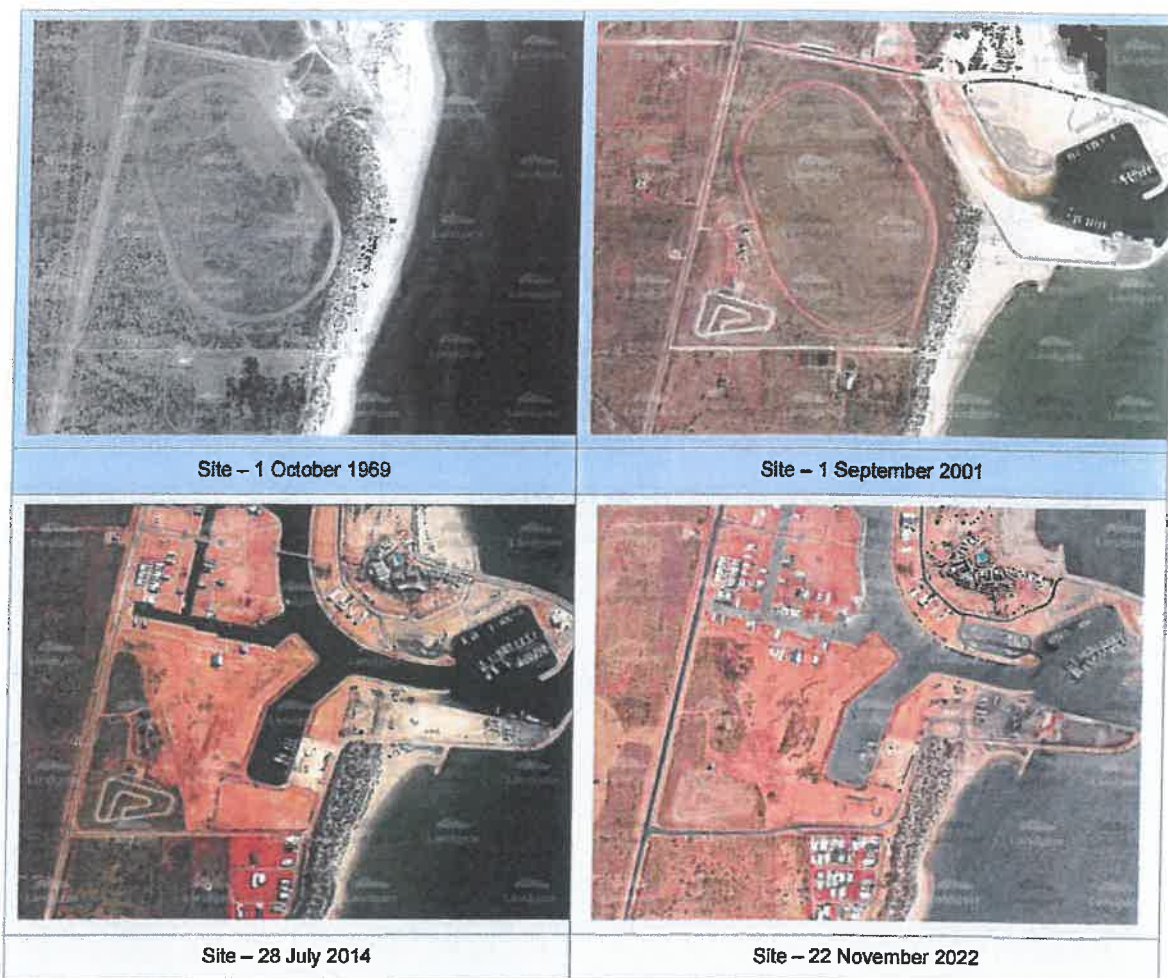 Site – 1 October 1969
Site – 1 September 2001
Site – 28 July 2014
Site – 22 November 2022